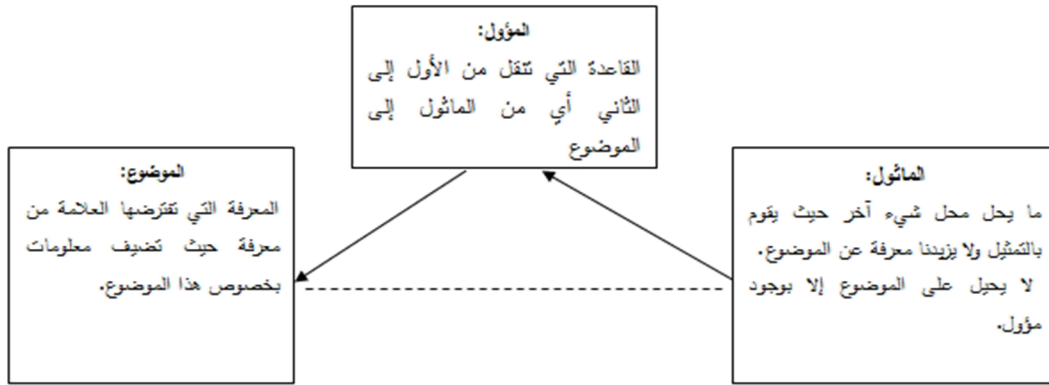 المؤول:
القاعدة التي تنقل من الأول إلى
الثاني أي من الماثول إلى
الموضوع
الماثول:
ما يحل محل شيء آخر حيث يقوم
بالتمثيل ولا يزيدنا معرفة عن الموضوع.
لا يحيل على الموضوع إلا بوجود
مؤول.
الموضوع:
المعرفة التي تفترضها العلامة من
معرفة حيث تضيف معلومات
بخصوص هذا الموضوع.